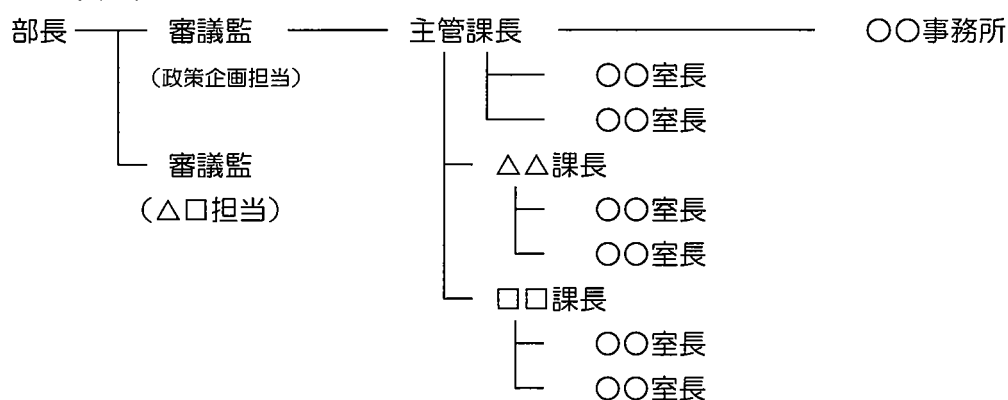 部長 審議監 主管課長 〇〇事務所
（政策企画担当） 〇〇室長
〇〇室長
審議監 △△課長
（△□担当） 〇〇室長
〇〇室長
□□課長
〇〇室長
〇〇室長